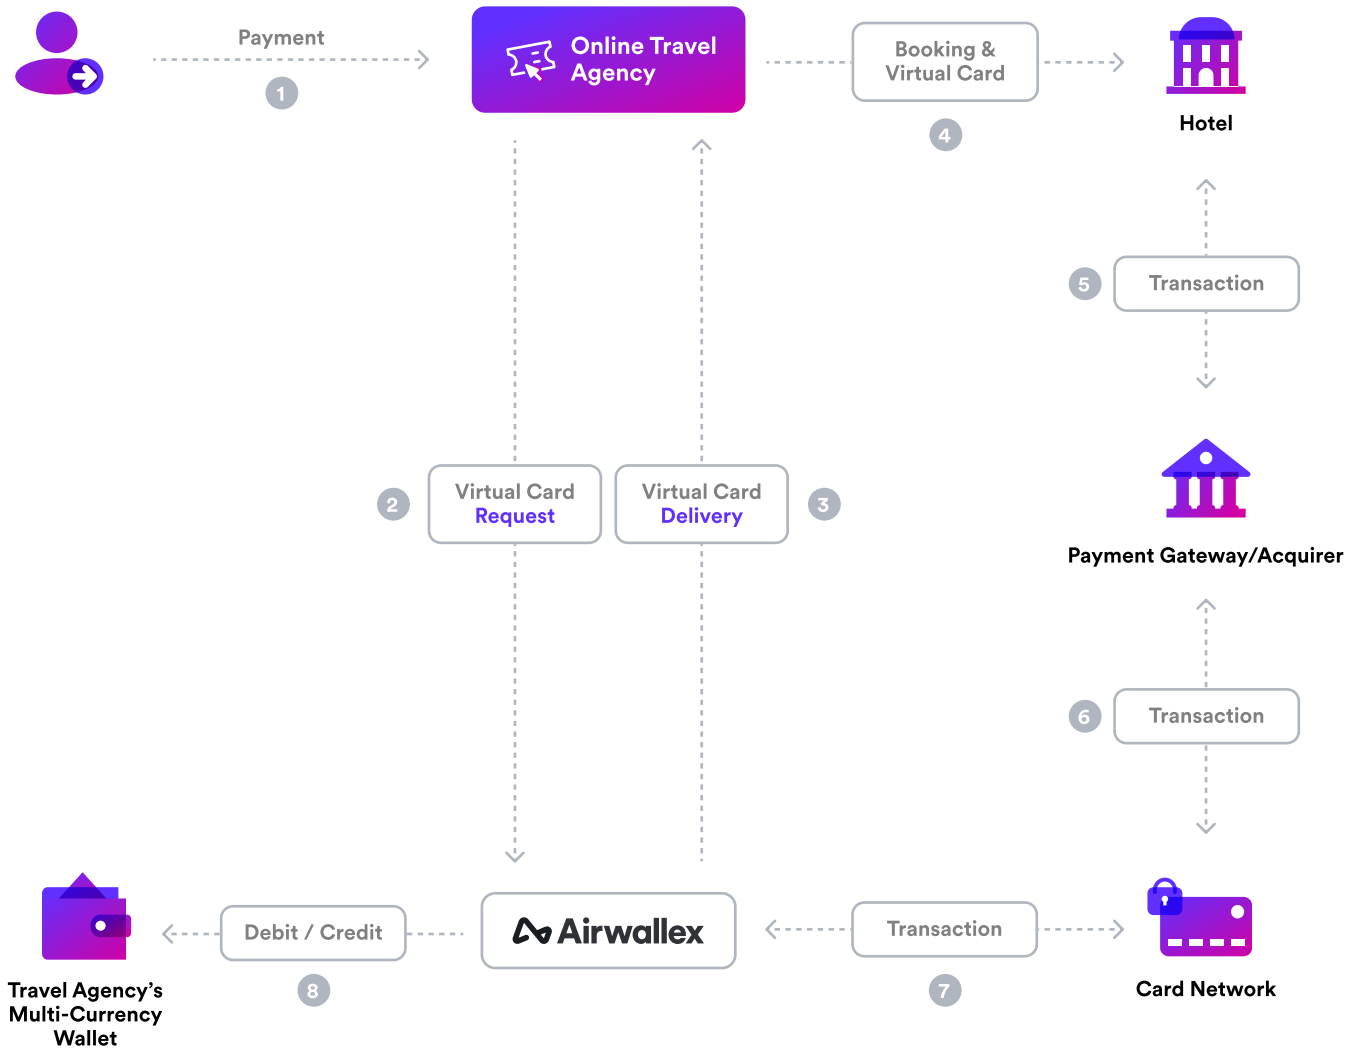 Payment
1
Online Travel
Agency
Booking &
Virtual Card
4
Hotel
5
Transaction
2
Virtual Card
Request
Virtual Card
Delivery
3
Payment Gateway/Acquirer
6
Transaction
Debit / Credit
8
Airwallex
Transaction
7
Card Network
Travel Agency’s
Multi-Currency
Wallet